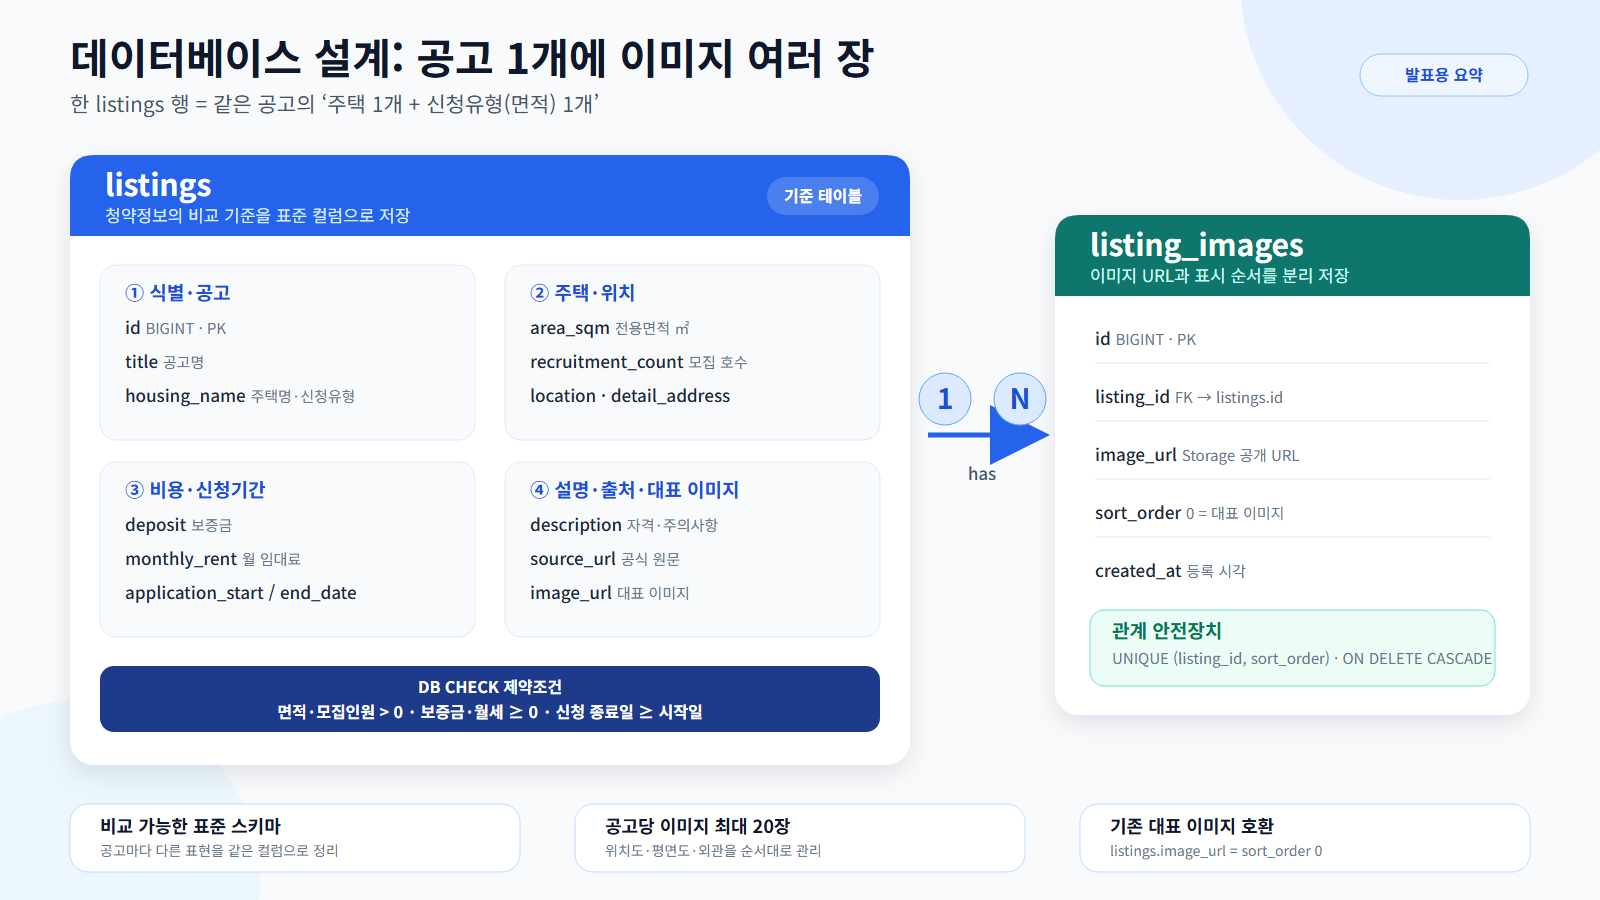 데이터베이스 설계: 공고 1개에 이미지 여러 장
한 listings 행 = 같은 공고의 ‘주택 1개 + 신청유형(면적) 1개’
발표용 요약
listings
청약정보의 비교 기준을 표준 컬럼으로 저장
기준 테이블
① 식별·공고
id BIGINT · PK
title 공고명
housing_name 주택명·신청유형
② 주택·위치
area_sqm 전용면적 ㎡
recruitment_count 모집 호수
location · detail_address
③ 비용·신청기간
deposit 보증금
monthly_rent 월 임대료
application_start / end_date
④ 설명·출처·대표 이미지
description 자격·주의사항
source_url 공식 원문
image_url 대표 이미지
DB CHECK 제약조건
면적·모집인원 > 0 · 보증금·월세 ≥ 0 · 신청 종료일 ≥ 시작일
1
N
has
listing_images
이미지 URL과 표시 순서를 분리 저장
id BIGINT · PK
listing_id FK → listings.id
image_url Storage 공개 URL
sort_order 0 = 대표 이미지
created_at 등록 시각
관계 안전장치
UNIQUE (listing_id, sort_order) · ON DELETE CASCADE
비교 가능한 표준 스키마
공고마다 다른 표현을 같은 컬럼으로 정리
공고당 이미지 최대 20장
위치도·평면도·외관을 순서대로 관리
기존 대표 이미지 호환
listings.image_url = sort_order 0